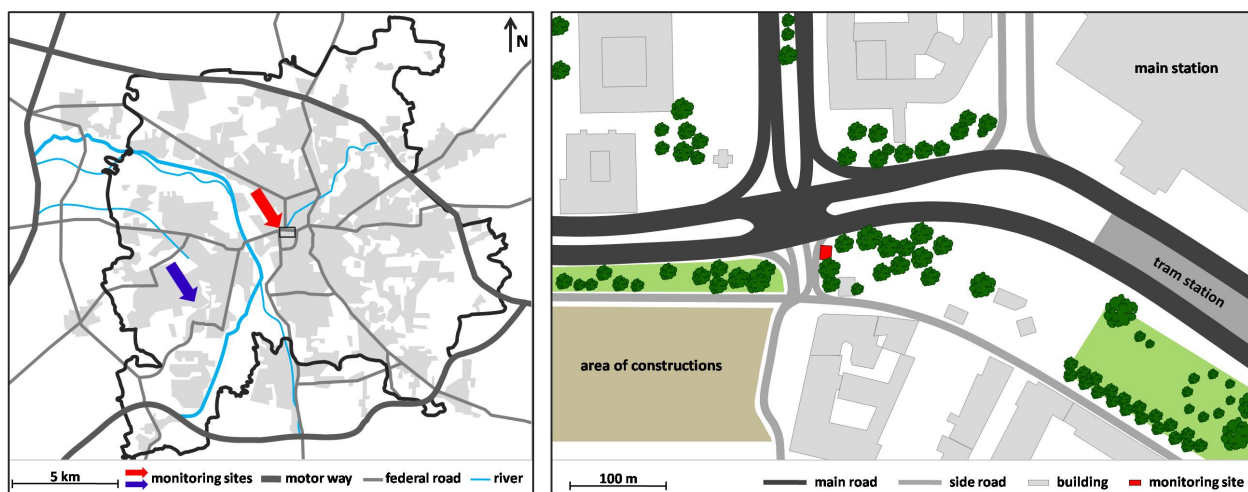 N
5 km
monitoring sites
motor way
federal road
river
main station
tram station
area of constructions
100 m
main road
side road
building
monitoring site